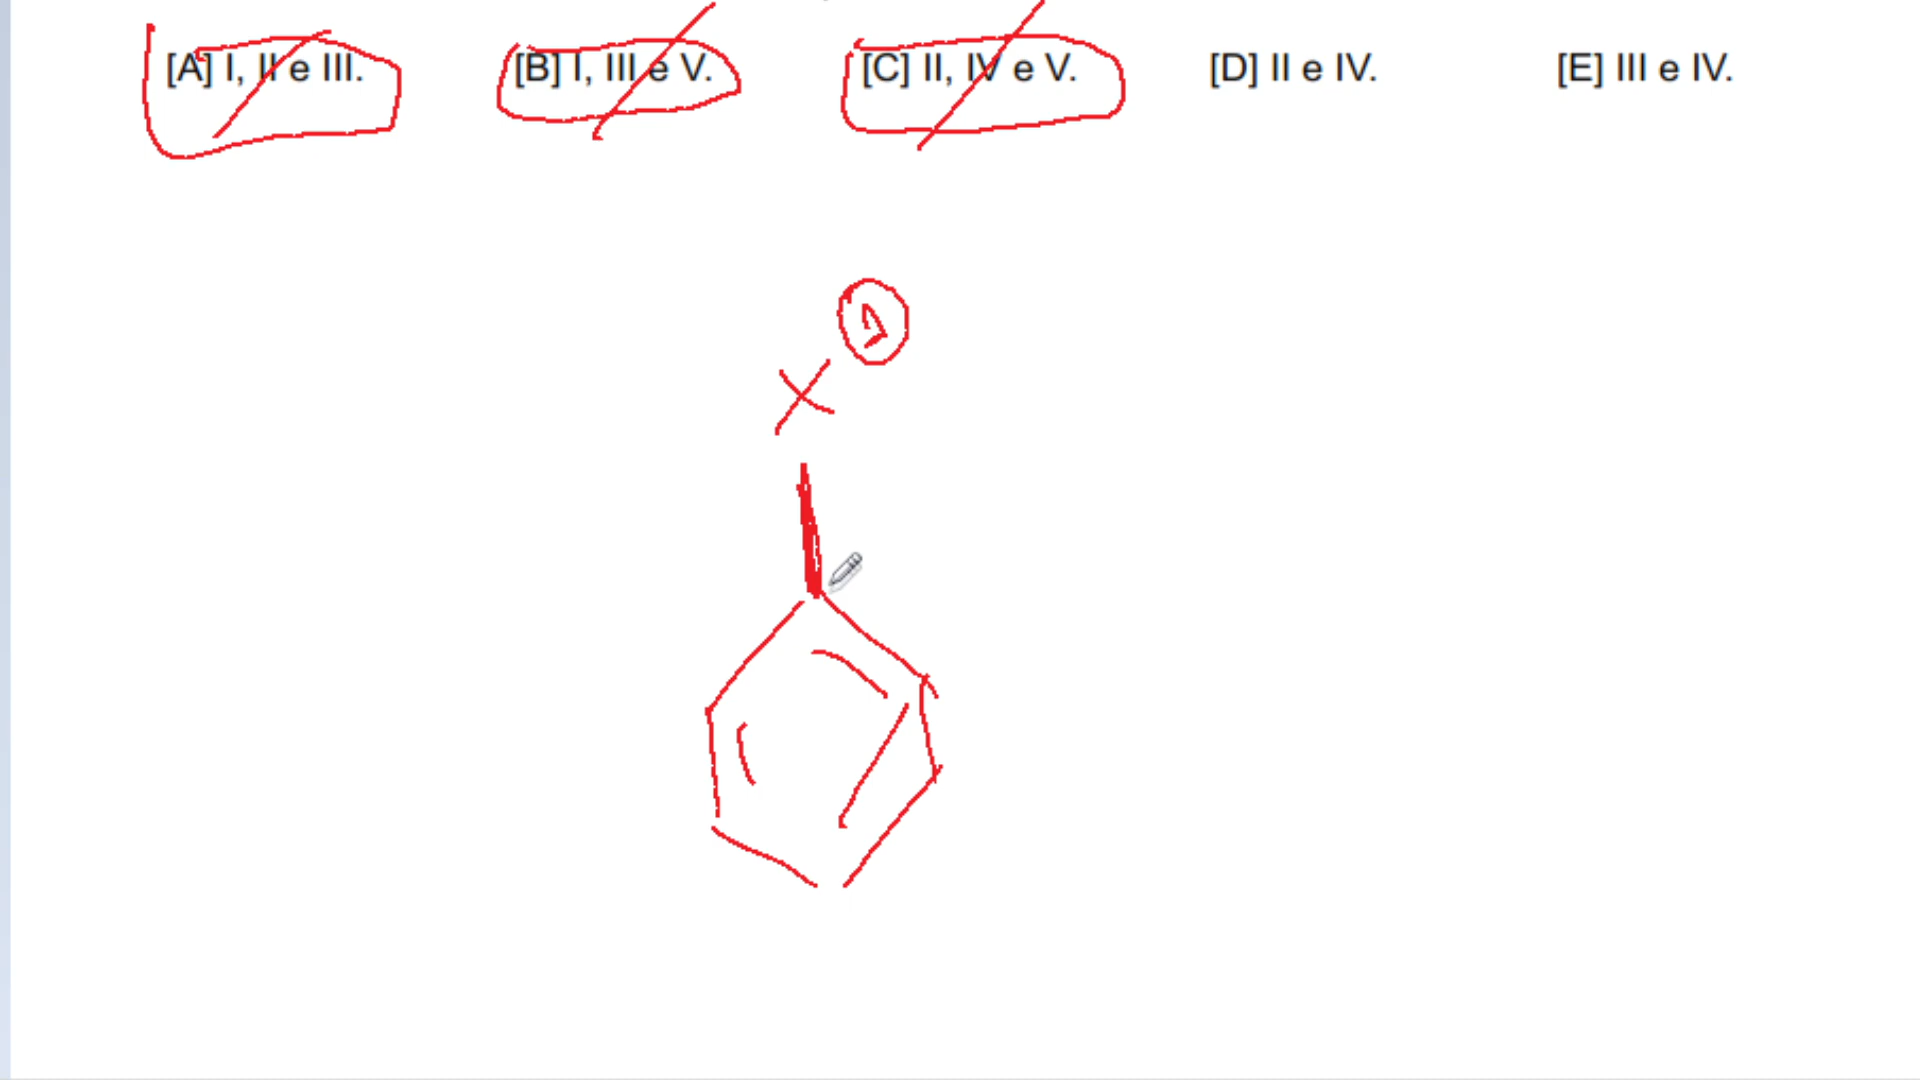 [A] I, II e III. [B] I, III e V. [C] II, IV e V. [D] II e IV. [E] III e IV.
X